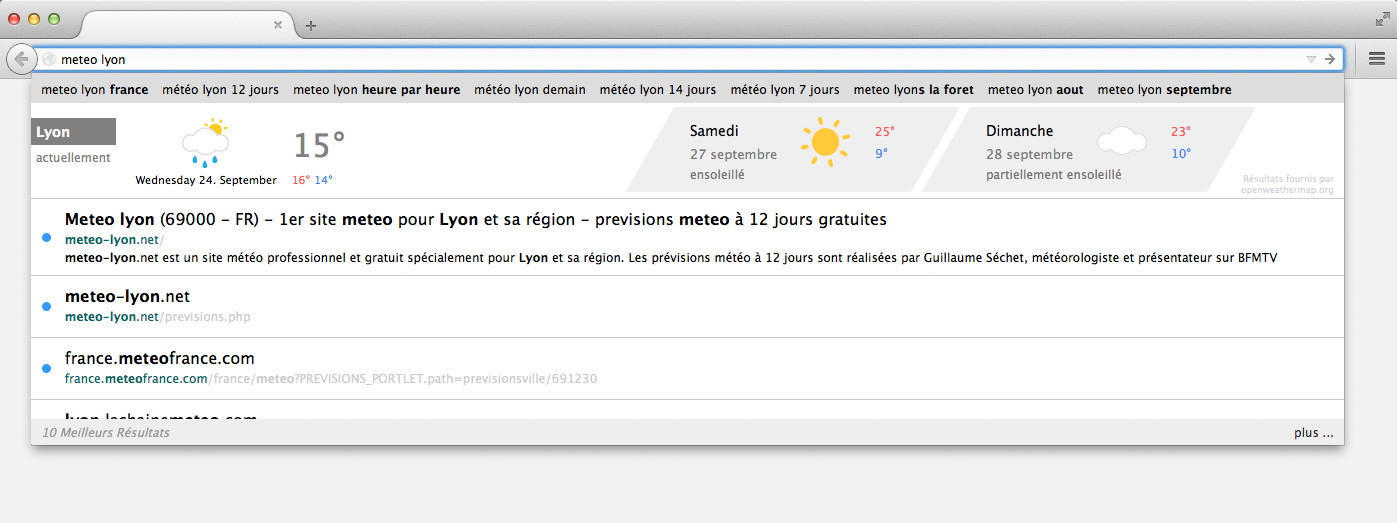 meteo lyon
meteo lyon france météo lyon 12 jours meteo lyon heure par heure météo lyon demain météo lyon 14 jours météo lyon 7 jours meteo lyons la foret meteo lyon aout meteo lyon septembre
Lyon
actuellement
15°
Wednesday 24. September 16° 14°
Samedi 25°
27 septembre 9°
ensoleillé
Dimanche 23°
28 septembre 10°
partiellement ensoleillé
Résultats fournis par
openweathermap.org
Meteo lyon (69000 – FR) – 1er site meteo pour Lyon et sa région – previsions meteo à 12 jours gratuites
meteo-lyon.net/
meteo-lyon.net est un site météo professionnel et gratuit spécialement pour Lyon et sa région. Les prévisions météo à 12 jours sont réalisées par Guillaume Séchet, météorologiste et présentateur sur BFMTV
meteo-lyon.net
meteo-lyon.net/previsions.php
france.meteofrance.com
france.meteofrance.com/france/meteo?PREVISIONS_PORTLET.path=previsionsville/691230
lyon.lachainemeteo.com
10 Meilleurs Résultats
plus ...